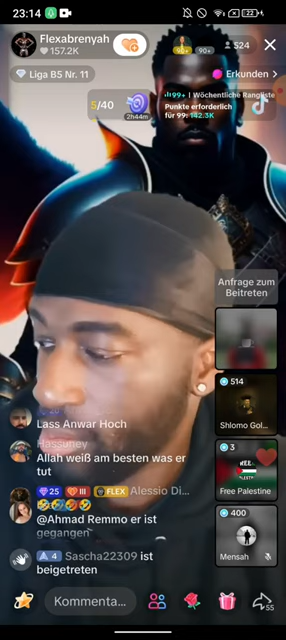 23:14
22
Flexabrenyah
157.2K
90+
524
Liga B5 Nr. 11
Erkunden
5/40
2h44m
99+ | Wöchentliche Rangliste
Punkte erforderlich
für 99: 142.3K
Anfrage zum
Beitreten
514
Shlomo Gol...
3
Free Palestine
400
Mensah
Lass Anwar Hoch
Hassuney
Allah weiß am besten was er
tut
25 III FLEX Alessio Di...
@Ahmad Remmo er ist
gegangen
4 Sascha22309 ist
beigetreten
Kommenta...
55